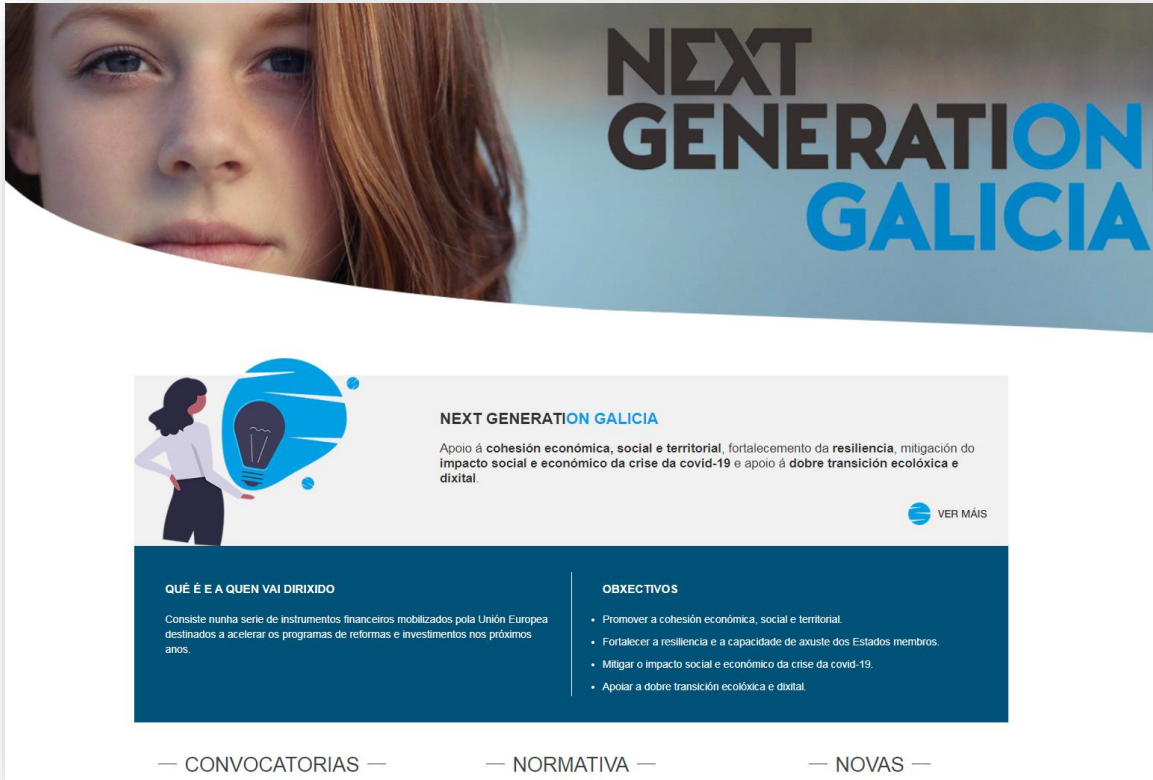 NEXT
GENERATION
GALICIA
NEXT GENERATION GALICIA
Apoio á cohesión económica, social e territorial, fortalecemento da resiliencia, mitigación do
impacto social e económico da crise da covid-19 e apoio á dobre transición ecolóxica e
dixital.
VER MÁIS
QUÉ É E A QUEN VAI DIRIXIDO
Consiste nunha serie de instrumentos financeiros mobilizados pola Unión Europea
destinados a acelerar os programas de reformas e investimentos nos próximos
anos.
OBXECTIVOS
• Promover a cohesión económica, social e territorial.
• Fortalecer a resiliencia e a capacidade de axuste dos Estados membros.
• Mitigar o impacto social e económico da crise da covid-19.
• Apoiar a dobre transición ecolóxica e dixital.
— CONVOCATORIAS —
— NORMATIVA —
— NOVAS —